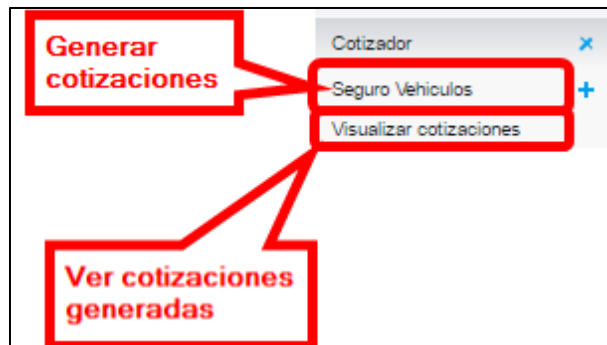 Generar
cotizaciones
Cotizador
Seguro Vehiculos
Visualizar cotizaciones
Ver cotizaciones
generadas